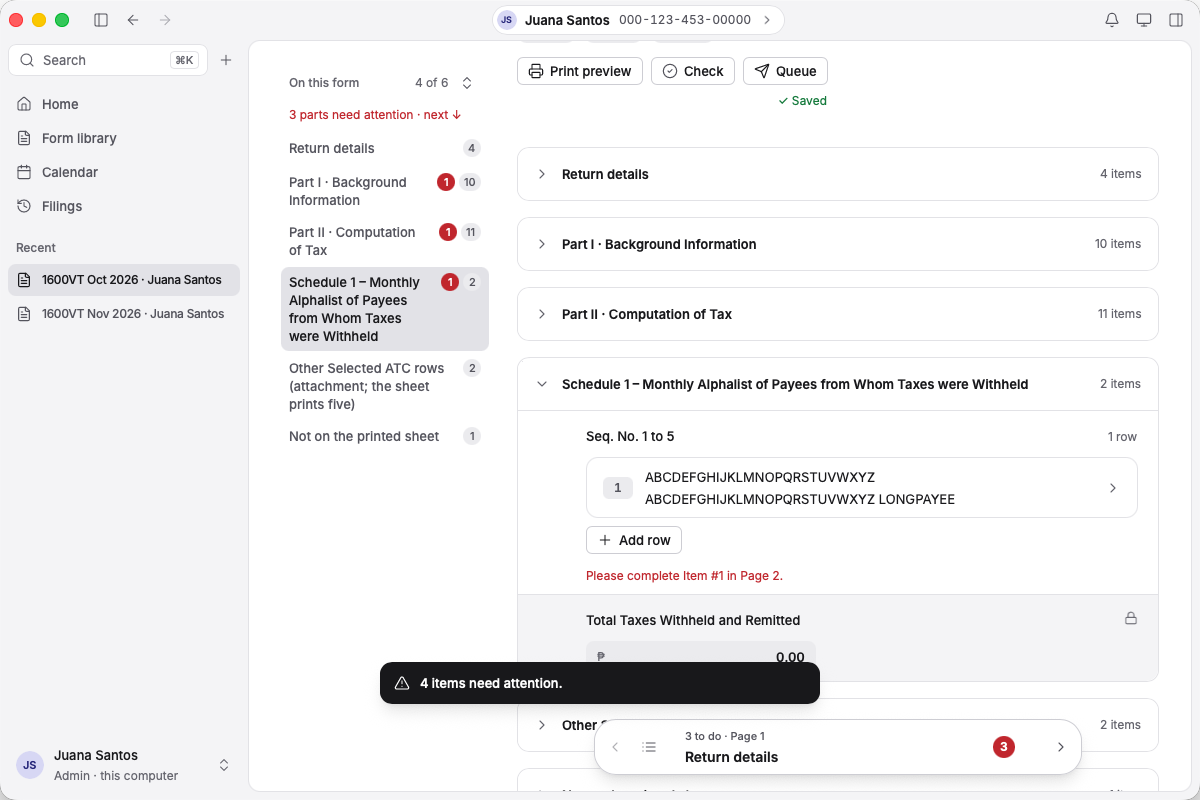 JS Juana Santos 000-123-453-00000
Search ⌘K
Home
Form library
Calendar
Filings
Recent
1600VT Oct 2026 · Juana Santos
1600VT Nov 2026 · Juana Santos
JS
Juana Santos
Admin · this computer
On this form 4 of 6
3 parts need attention · next ↓
Return details 4
Part I · Background 1 10
Information
Part II · Computation 1 11
of Tax
Schedule 1 – Monthly 1 2
Alphalist of Payees
from Whom Taxes
were Withheld
Other Selected ATC rows 2
(attachment; the sheet
prints five)
Not on the printed sheet 1
Print preview Check Queue
Saved
Return details 4 items
Part I · Background Information 10 items
Part II · Computation of Tax 11 items
Schedule 1 – Monthly Alphalist of Payees from Whom Taxes were Withheld 2 items
Seq. No. 1 to 5 1 row
1
ABCDEFGHIJKLMNOPQRSTUVWXYZ
ABCDEFGHIJKLMNOPQRSTUVWXYZ LONGPAYEE
Add row
Please complete Item #1 in Page 2.
Total Taxes Withheld and Remitted
₱ 0.00
4 items need attention.
Other 2 items
3 to do · Page 1
Return details
3